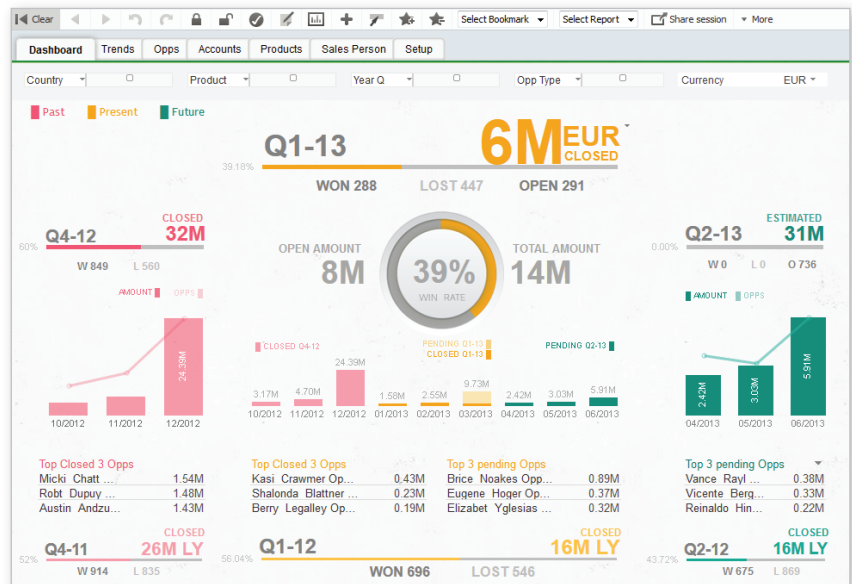 Clear Select Bookmark Select Report Share session More
Dashboard Trends Opps Accounts Products Sales Person Setup
Country Product Year Q Opp Type Currency EUR
Past Present Future
Q1-13 6M EUR CLOSED
39.18%
WON 288 LOST 447 OPEN 291
CLOSED
60% Q4-12 32M
W 849 L 560
AMOUNT OPPS
24.39M
10/2012 11/2012 12/2012
OPEN AMOUNT
8M
39%
WIN RATE
TOTAL AMOUNT
14M
CLOSED Q4-12
PENDING Q1-13
CLOSED Q1-13
PENDING Q2-13
3.17M 4.70M 24.39M 1.58M 2.55M 9.73M 2.42M 3.03M 5.91M
10/2012 11/2012 12/2012 01/2013 02/2013 03/2013 04/2013 05/2013 06/2013
ESTIMATED
0.00% Q2-13 31M
W 0 L 0 O 736
AMOUNT OPPS
2.42M 3.03M 5.91M
04/2013 05/2013 06/2013
Top Closed 3 Opps
Micki Chatt ... 1.54M
Robt Dupuy ... 1.48M
Austin Andzu... 1.43M
Top Closed 3 Opps
Kasi Crawmer Op... 0.43M
Shalonda Blattner ... 0.23M
Berry Legalley Op... 0.19M
Top 3 pending Opps
Brice Noakes Opp... 0.89M
Eugene Hoger Op... 0.37M
Elizabet Yglesias ... 0.32M
Top 3 pending Opps
Vance Rayl ... 0.38M
Vicente Berg... 0.33M
Reinaldo Hin... 0.22M
CLOSED
52% Q4-11 26M LY
W 914 L 835
CLOSED
56.04% Q1-12 16M LY
WON 696 LOST 546
CLOSED
43.72% Q2-12 16M LY
W 675 L 869